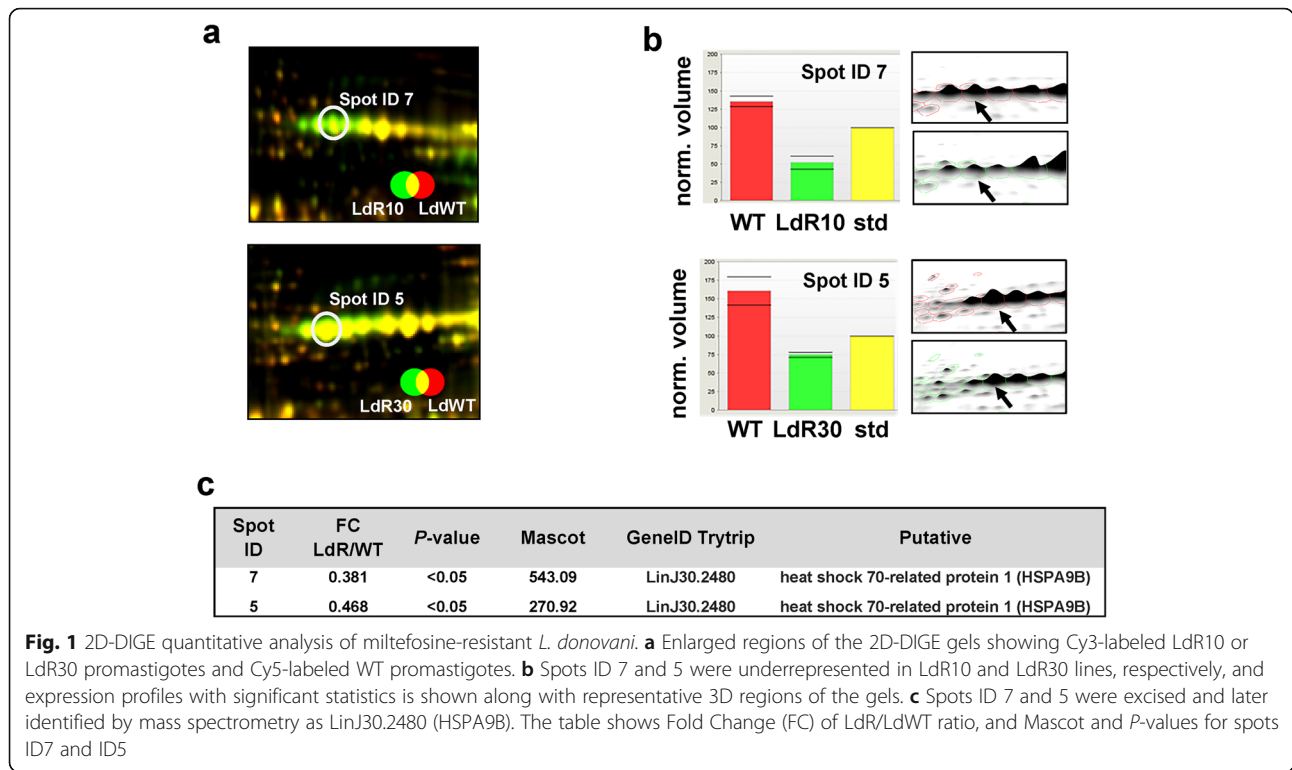 a
Spot ID 7
LdR10 LdWT
Spot ID 5
LdR30 LdWT
b
norm. volume
200
175
150
125
100
75
50
25
0
Spot ID 7
WT LdR10 std
norm. volume
200
175
150
125
100
75
50
25
0
Spot ID 5
WT LdR30 std
c
Spot ID FC LdR/WT P-value Mascot GeneID Trytrip Putative
7 0.381 <0.05 543.09 LinJ30.2480 heat shock 70-related protein 1 (HSPA9B)
5 0.468 <0.05 270.92 LinJ30.2480 heat shock 70-related protein 1 (HSPA9B)
Fig. 1 2D-DIGE quantitative analysis of miltefosine-resistant L. donovani. a Enlarged regions of the 2D-DIGE gels showing Cy3-labeled LdR10 or
LdR30 promastigotes and Cy5-labeled WT promastigotes. b Spots ID 7 and 5 were underrepresented in LdR10 and LdR30 lines, respectively, and
expression profiles with significant statistics is shown along with representative 3D regions of the gels. c Spots ID 7 and 5 were excised and later
identified by mass spectrometry as LinJ30.2480 (HSPA9B). The table shows Fold Change (FC) of LdR/LdWT ratio, and Mascot and P-values for spots
ID7 and ID5